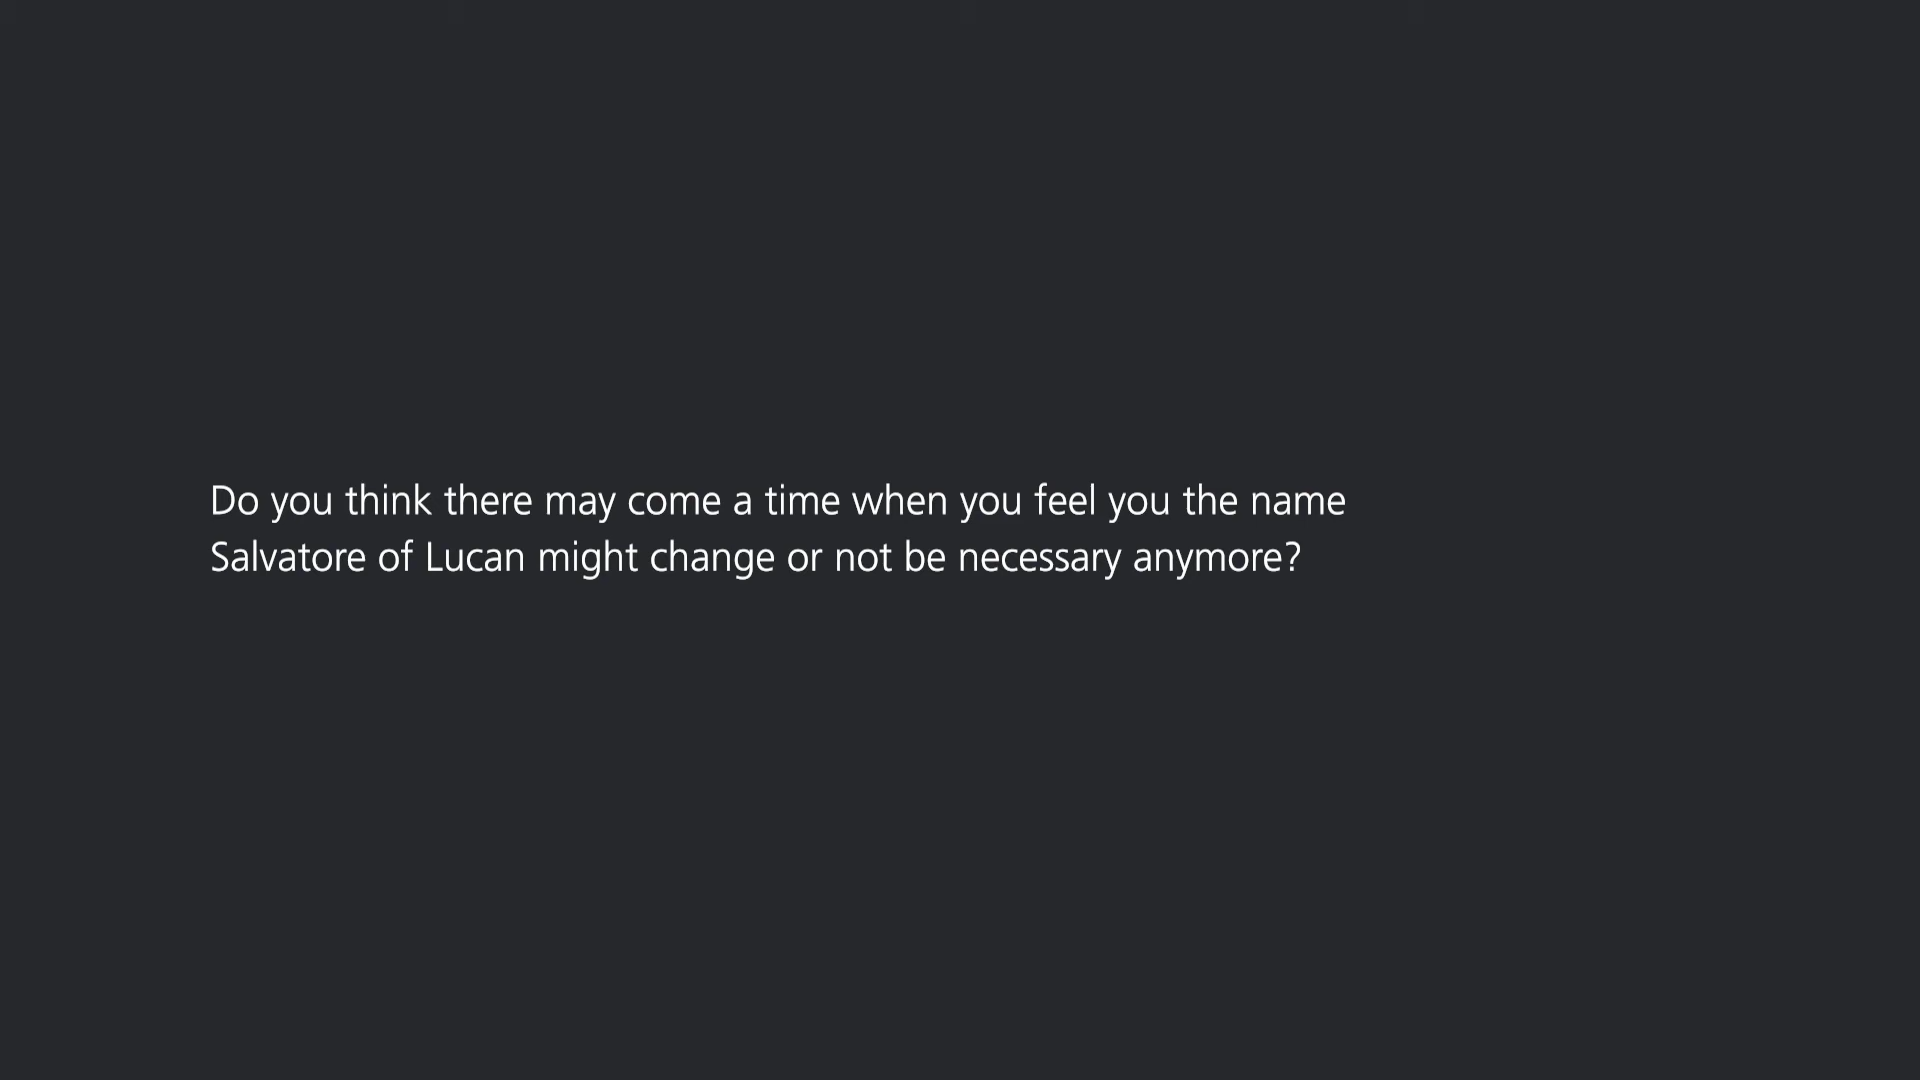 Do you think there may come a time when you feel you the name
Salvatore of Lucan might change or not be necessary anymore?